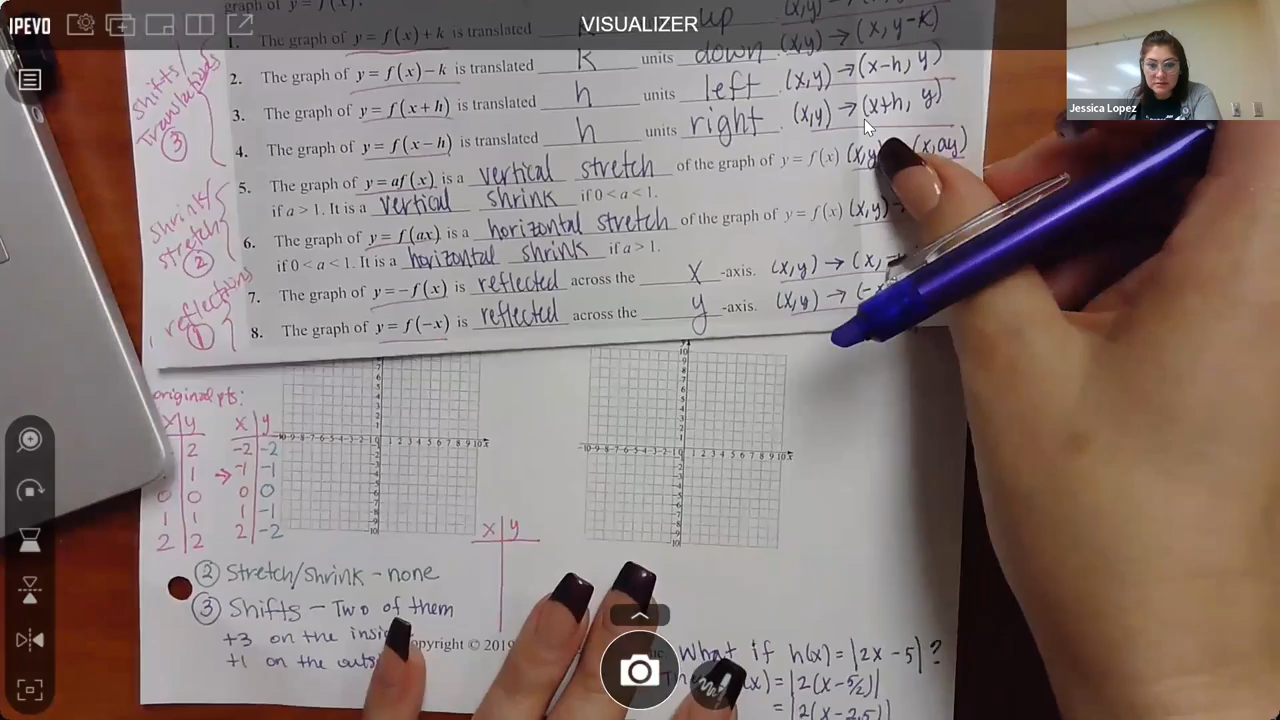 IPEVO
VISUALIZER
Jessica Lopez
graph of y = f(x).
1. The graph of y = f(x) + k is translated units up (x,y) →
2. The graph of y = f(x) − k is translated k units down (x,y) → (x, y−k)
3. The graph of y = f(x + h) is translated h units left. (x,y) → (x−h, y)
4. The graph of y = f(x − h) is translated h units right. (x,y) → (x+h, y)
5. The graph of y = af(x) is a vertical stretch of the graph of y = f(x) (x,y) (x,ay)
if a > 1. It is a vertical shrink if 0 < a < 1.
6. The graph of y = f(ax) is a horizontal stretch of the graph of y = f(x) (x,y) →
if 0 < a < 1. It is a horizontal shrink if a > 1.
7. The graph of y = −f(x) is reflected across the x -axis. (x,y) → (x, −
8. The graph of y = f(−x) is reflected across the y -axis. (x,y) → (−x
shifts/
Translations
③
shrink/
stretch
②
reflections
①
original pts:
x y x y
2 −2 −2
1 → −1 −1
0 0 0 0
1 1 1 −1
2 2 2 −2
x y
② Stretch/Shrink – none
③ Shifts – Two of them
+3 on the insi
+1 on the outs
opyright © 2019
What if h(x) = |2x − 5| ?
(x) = |2(x − 5/2)|
= |2(x − 2.5)|